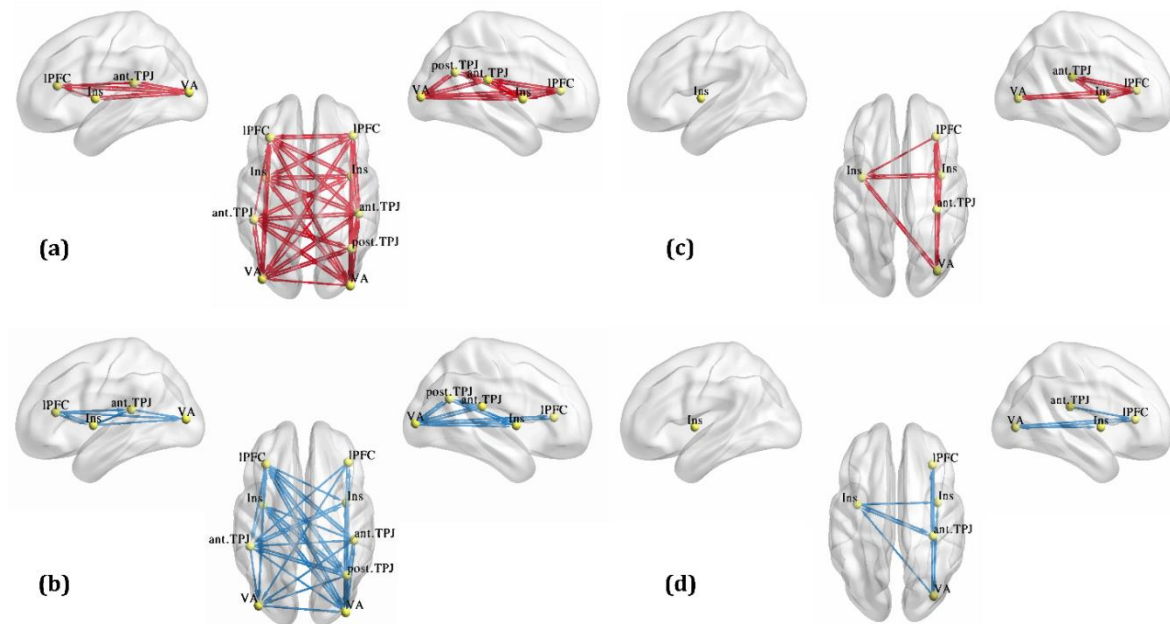 lPFC
ant.TPJ
Ins
VA
post.TPJ
ant.TPJ
VA
Ins
lPFC
lPFC
lPFC
Ins
Ins
ant.TPJ
ant.TPJ
post.TPJ
VA
VA
(a)
Ins
ant.TPJ
VA
Ins
lPFC
lPFC
Ins
Ins
ant.TPJ
VA
(c)
lPFC
ant.TPJ
Ins
VA
post.TPJ
ant.TPJ
VA
Ins
lPFC
lPFC
lPFC
Ins
Ins
ant.TPJ
ant.TPJ
post.TPJ
VA
VA
(b)
Ins
ant.TPJ
VA
Ins
lPFC
lPFC
Ins
Ins
ant.TPJ
VA
(d)